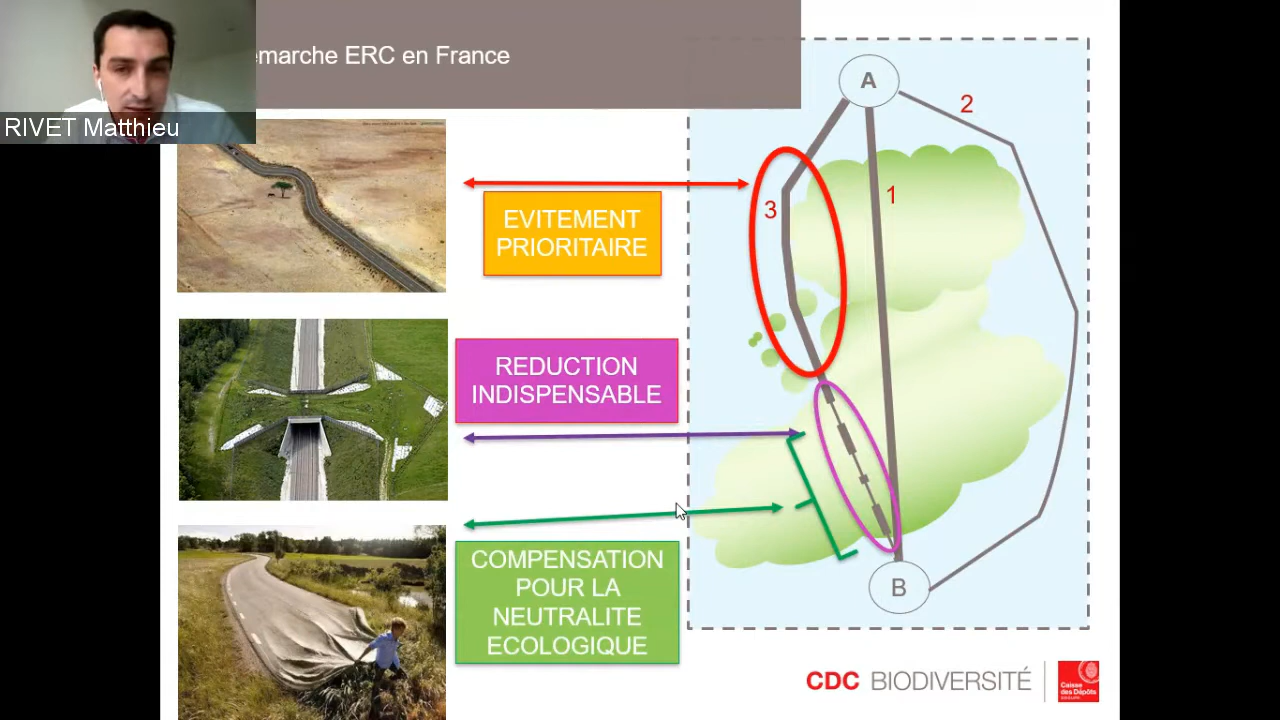 émarche ERC en France
RIVET Matthieu
EVITEMENT
PRIORITAIRE
REDUCTION
INDISPENSABLE
COMPENSATION
POUR LA
NEUTRALITE
ECOLOGIQUE
A
2
1
3
B
CDC BIODIVERSITÉ
Caisse
des Dépôts